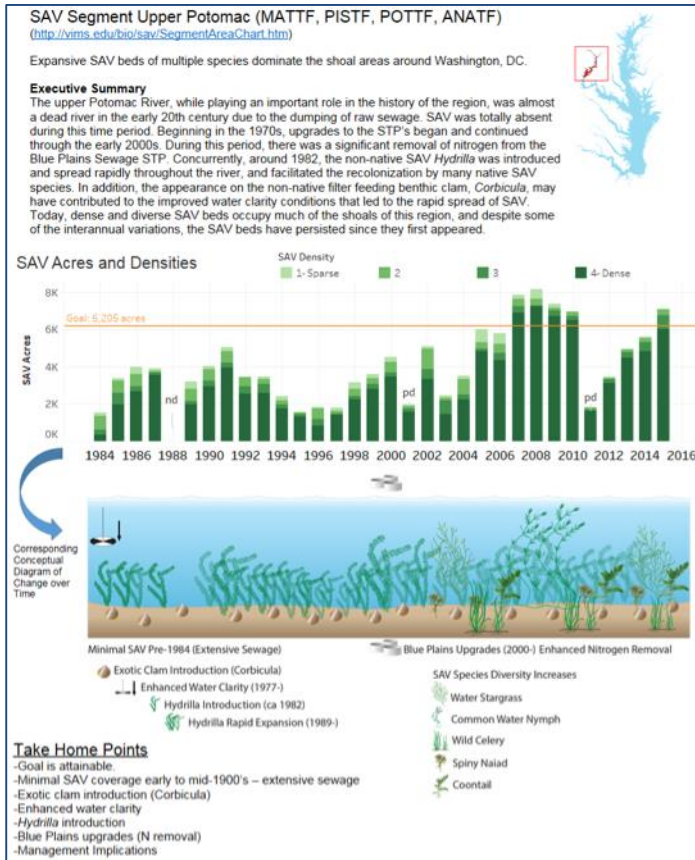 SAV Segment Upper Potomac (MATTF, PISTF, POTTF, ANATF)
(http://vims.edu/bio/sav/SegmentAreaChart.htm)
Expansive SAV beds of multiple species dominate the shoal areas around Washington, DC.
Executive Summary
The upper Potomac River, while playing an important role in the history of the region, was almost
a dead river in the early 20th century due to the dumping of raw sewage. SAV was totally absent
during this time period. Beginning in the 1970s, upgrades to the STP's began and continued
through the early 2000s. During this period, there was a significant removal of nitrogen from the
Blue Plains Sewage STP. Concurrently, around 1982, the non-native SAV Hydrilla was introduced
and spread rapidly throughout the river, and facilitated the recolonization by many native SAV
species. In addition, the appearance on the non-native filter feeding benthic clam, Corbicula, may
have contributed to the improved water clarity conditions that led to the rapid spread of SAV.
Today, dense and diverse SAV beds occupy much of the shoals of this region, and despite some
of the interannual variations, the SAV beds have persisted since they first appeared.
SAV Acres and Densities
SAV Density
1- Sparse 2 3 4- Dense
8K
Goal: 6,205 acres
6K
SAV Acres
4K
2K
0K
nd
pd
pd
1984 1986 1988 1990 1992 1994 1996 1998 2000 2002 2004 2006 2008 2010 2012 2014 2016
Corresponding
Conceptual
Diagram of
Change over
Time
Minimal SAV Pre-1984 (Extensive Sewage)
Exotic Clam Introduction (Corbicula)
Enhanced Water Clarity (1977-)
Hydrilla Introduction (ca 1982)
Hydrilla Rapid Expansion (1989-)
Blue Plains Upgrades (2000-) Enhanced Nitrogen Removal
SAV Species Diversity Increases
Water Stargrass
Common Water Nymph
Wild Celery
Spiny Naiad
Coontail
Take Home Points
-Goal is attainable.
-Minimal SAV coverage early to mid-1900's – extensive sewage
-Exotic clam introduction (Corbicula)
-Enhanced water clarity
-Hydrilla introduction
-Blue Plains upgrades (N removal)
-Management Implications